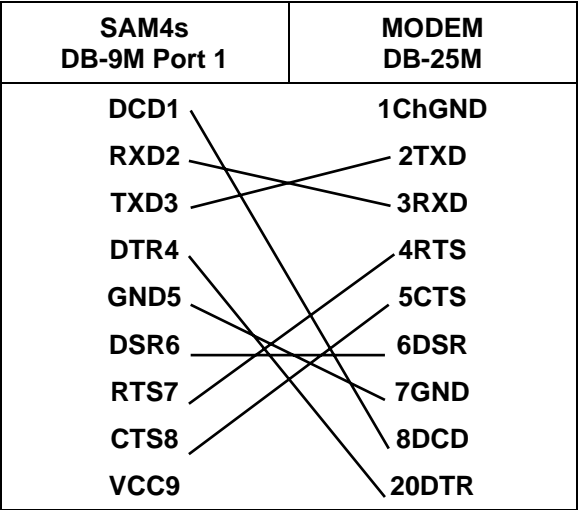 SAM4s
DB-9M Port 1
MODEM
DB-25M
DCD1
1ChGND
RXD2
2TXD
TXD3
3RXD
DTR4
4RTS
GND5
5CTS
DSR6
6DSR
RTS7
7GND
CTS8
8DCD
VCC9
20DTR